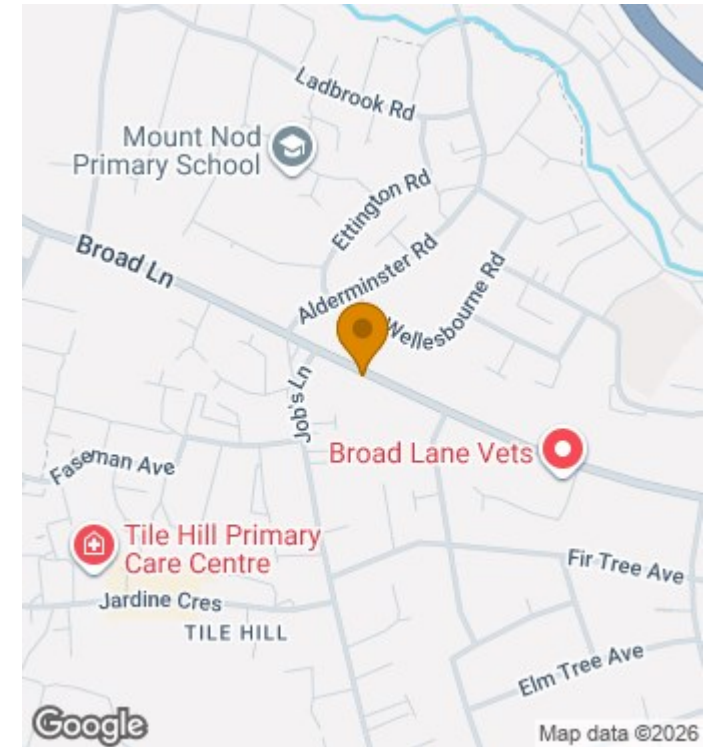 Ladbrook Rd
Mount Nod
Primary School
Ettington Rd
Broad Ln
Alderminster Rd
Wellesbourne Rd
Job's Ln
Broad Lane Vets
Faseman Ave
Tile Hill Primary
Care Centre
Fir Tree Ave
Jardine Cres
TILE HILL
Elm Tree Ave
Google
Map data ©2026